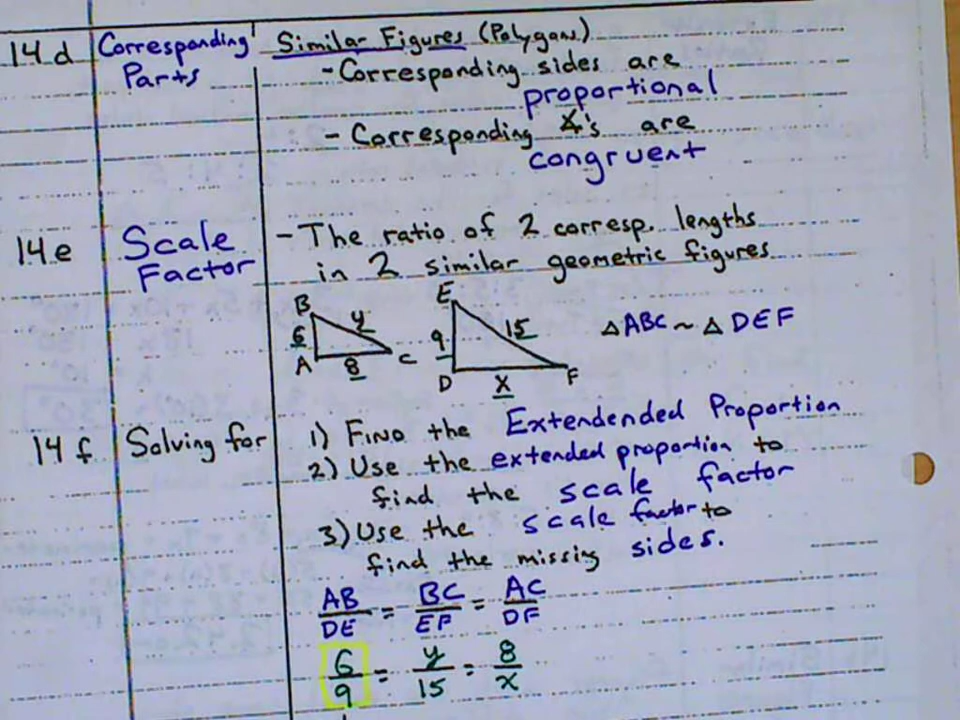 14d Corresponding Parts
Similar Figures (Polygons)
- Corresponding sides are
proportional
- Corresponding ∡'s are
congruent
14e Scale Factor
- The ratio of 2 corresp. lengths
in 2 similar geometric figures
B y 6 A 8 C
E 9 15 D x F
△ABC ~ △DEF
14f Solving for
1) Find the Extendended Proportion
2) Use the extended proportion to
find the scale factor
3) Use the scale factor to
find the missing sides.
AB/DE = BC/EF = AC/DF
6/9 = y/15 = 8/x